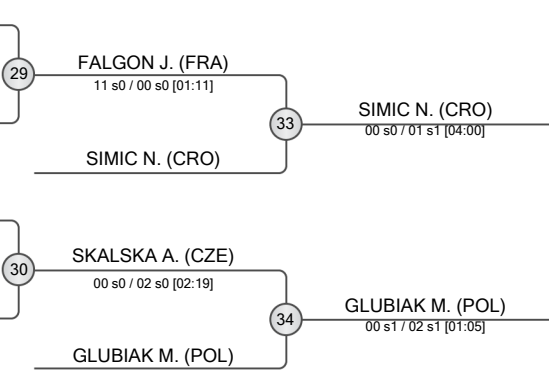 29
FALGON J. (FRA)
11 s0 / 00 s0 [01:11]
33
SIMIC N. (CRO)
00 s0 / 01 s1 [04:00]
SIMIC N. (CRO)
30
SKALSKA A. (CZE)
00 s0 / 02 s0 [02:19]
34
GLUBIAK M. (POL)
00 s1 / 02 s1 [01:05]
GLUBIAK M. (POL)